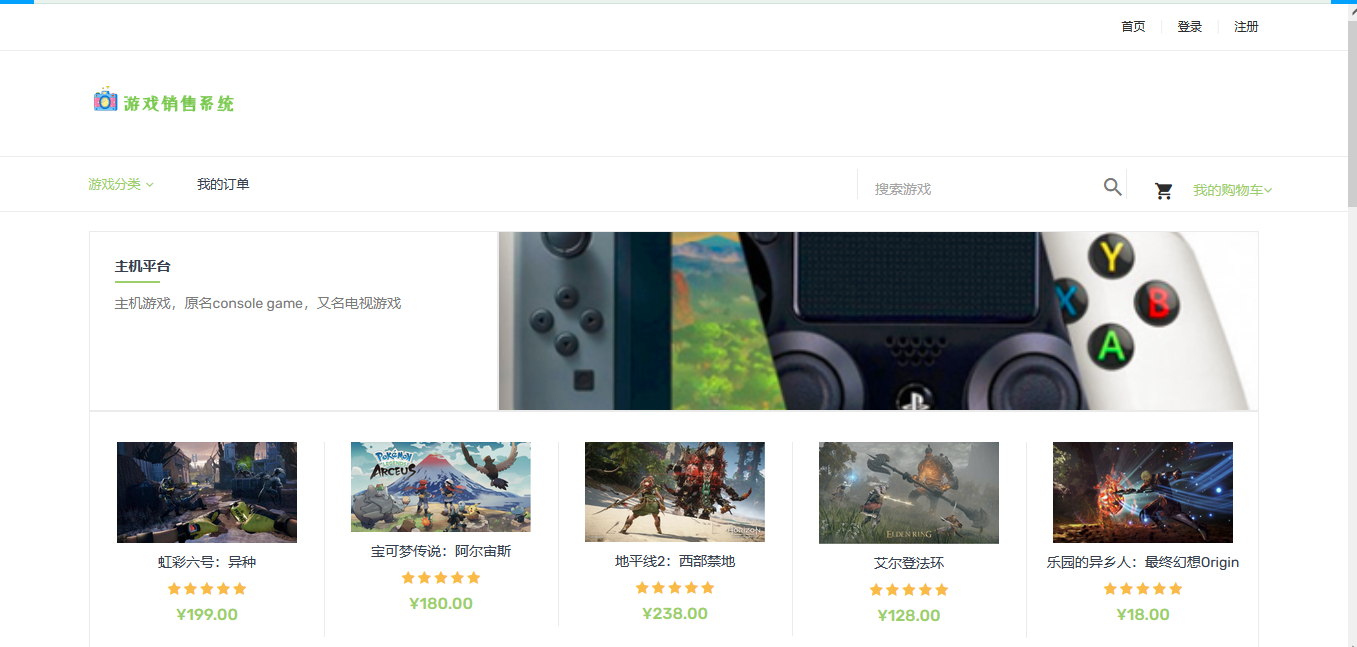 首页 登录 注册
游戏销售系统
游戏分类 我的订单 搜索游戏 我的购物车
主机平台
主机游戏，原名console game，又名电视游戏
Y
X
B
A
POKÉMON
LEGENDS
ARCEUS
HORIZON
ELDEN RING
虹彩六号：异种
宝可梦传说：阿尔宙斯
地平线2：西部禁地
艾尔登法环
乐园的异乡人：最终幻想Origin
¥199.00
¥180.00
¥238.00
¥128.00
¥18.00